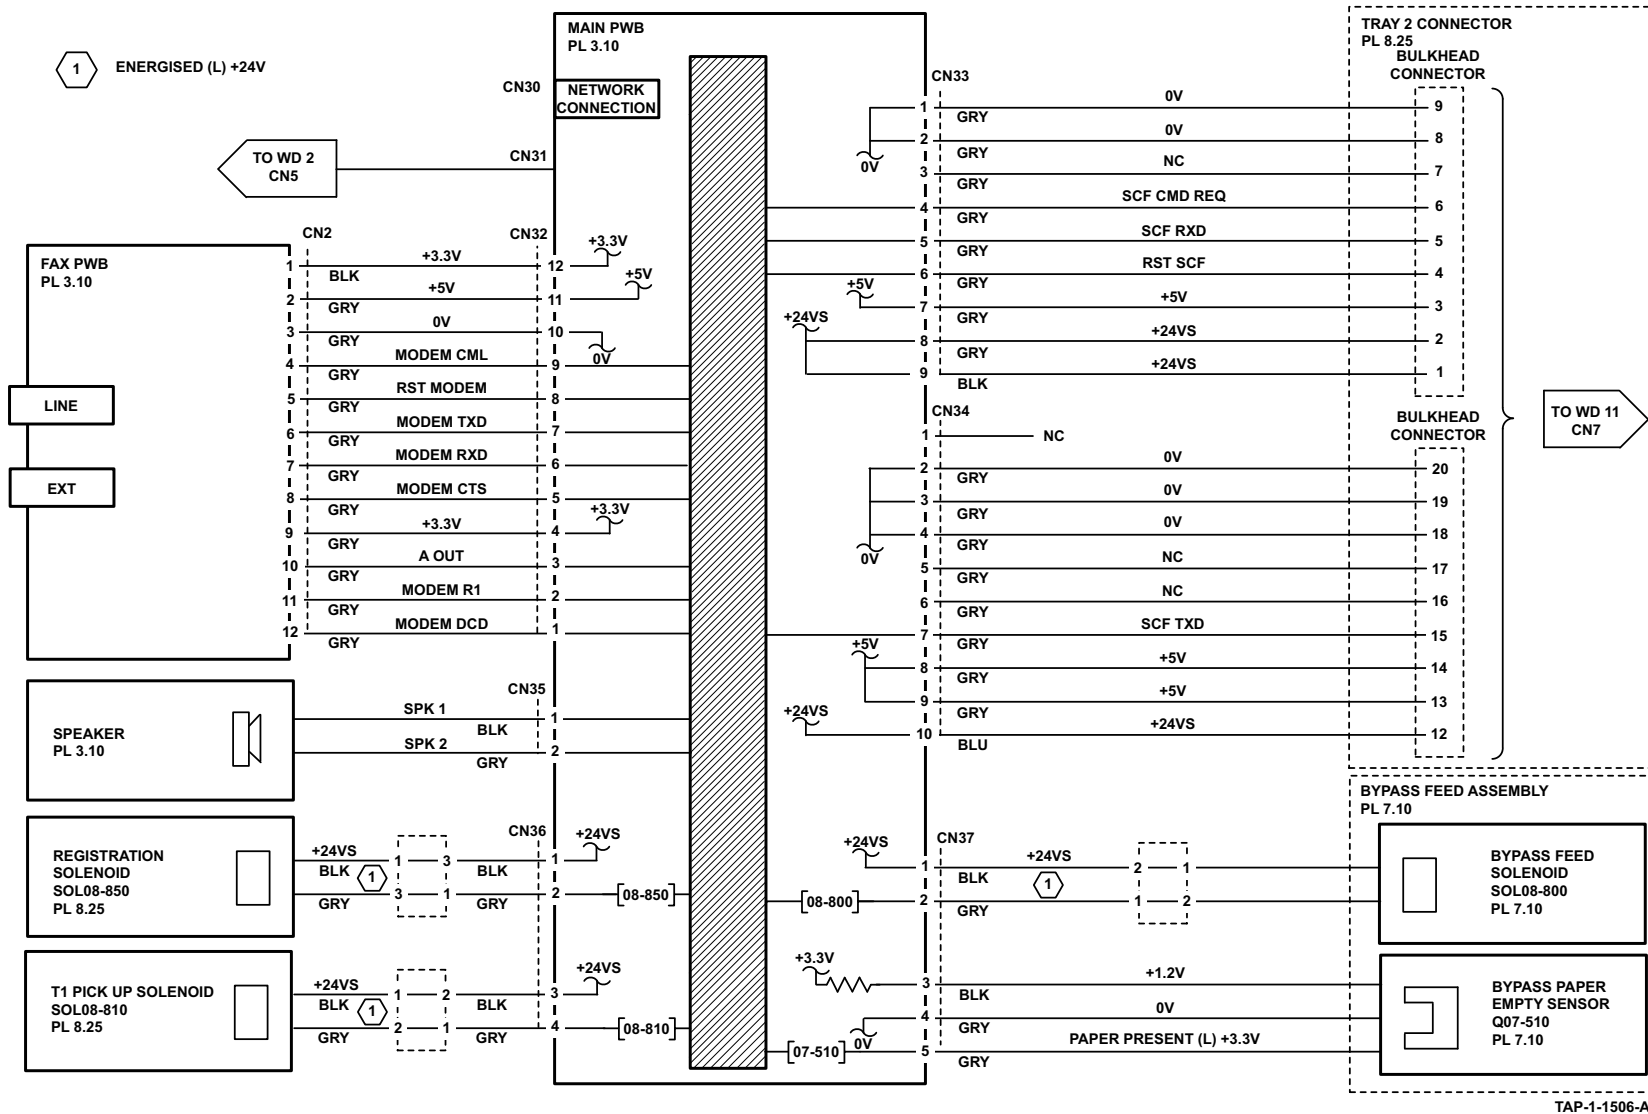 1 ENERGISED (L) +24V
MAIN PWB
PL 3.10
CN30
NETWORK
CONNECTION
TO WD 2
CN5
CN31
CN2
CN32
FAX PWB
PL 3.10
LINE
EXT
1 +3.3V BLK 12 +3.3V
2 +5V GRY 11 +5V
3 0V GRY 10 0V
4 MODEM CML GRY 9
5 RST MODEM GRY 8
6 MODEM TXD GRY 7
7 MODEM RXD GRY 6
8 MODEM CTS GRY 5
9 +3.3V GRY 4 +3.3V
10 A OUT GRY 3
11 MODEM R1 GRY 2
12 MODEM DCD GRY 1
SPEAKER
PL 3.10
CN35
SPK 1 BLK 1
SPK 2 GRY 2
REGISTRATION
SOLENOID
SOL08-850
PL 8.25
CN36
+24VS BLK 1 1 3 BLK 1 +24VS
GRY 3 1 GRY 2 08-850
T1 PICK UP SOLENOID
SOL08-810
PL 8.25
+24VS BLK 1 1 2 BLK 3 +24VS
GRY 2 1 GRY 4 08-810
TRAY 2 CONNECTOR
PL 8.25
BULKHEAD
CONNECTOR
CN33
1 GRY 0V 9
0V 2 GRY 0V 8
3 GRY NC 7
4 GRY SCF CMD REQ 6
5 GRY SCF RXD 5
6 GRY RST SCF 4
+5V 7 GRY +5V 3
+24VS 8 GRY +24VS 2
9 BLK +24VS 1
CN34
BULKHEAD
CONNECTOR
TO WD 11
CN7
1 NC
2 GRY 0V 20
3 GRY 0V 19
0V 4 GRY 0V 18
5 GRY NC 17
6 GRY NC 16
7 GRY SCF TXD 15
+5V 8 GRY +5V 14
9 GRY +5V 13
+24VS 10 BLU +24VS 12
BYPASS FEED ASSEMBLY
PL 7.10
CN37
+24VS 1 BLK +24VS 1 2 1
08-800 2 GRY 1 2
BYPASS FEED
SOLENOID
SOL08-800
PL 7.10
+3.3V 3 BLK +1.2V
0V 4 GRY 0V
07-510 5 GRY PAPER PRESENT (L) +3.3V
BYPASS PAPER
EMPTY SENSOR
Q07-510
PL 7.10
TAP-1-1506-A